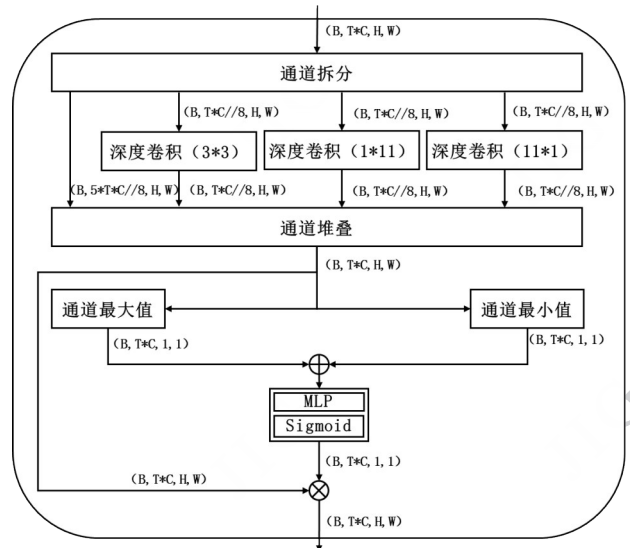 (B, T*C, H, W)
通道拆分
(B, T*C//8, H, W)
(B, T*C//8, H, W)
(B, T*C//8, H, W)
深度卷积（3*3）
深度卷积（1*11）
深度卷积（11*1）
(B, 5*T*C//8, H, W)
(B, T*C//8, H, W)
(B, T*C//8, H, W)
(B, T*C//8, H, W)
通道堆叠
(B, T*C, H, W)
通道最大值
通道最小值
(B, T*C, 1, 1)
(B, T*C, 1, 1)
MLP
Sigmoid
(B, T*C, 1, 1)
(B, T*C, H, W)
(B, T*C, H, W)